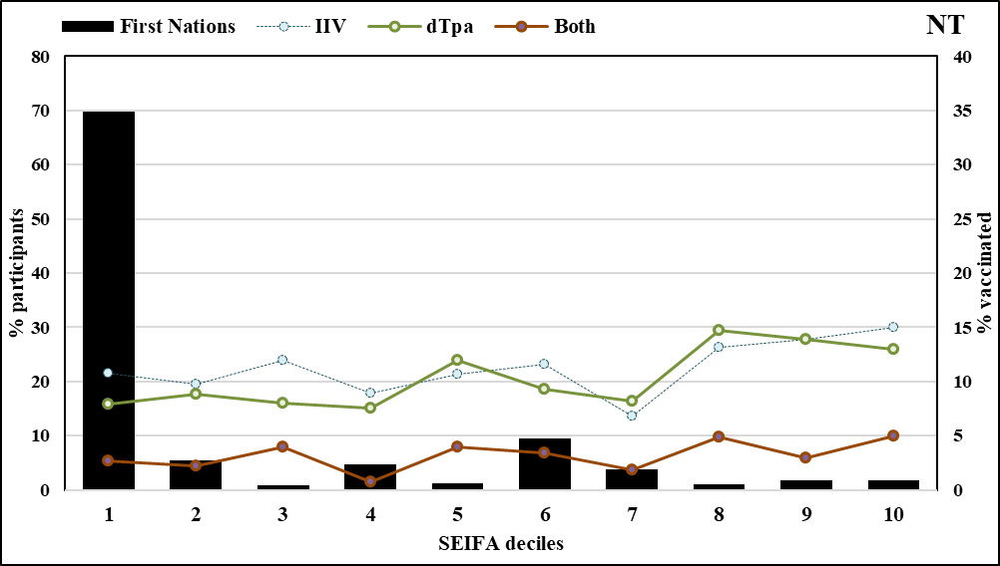 First Nations IIV dTpa Both NT
80 40
70 35
60 30
50 25
40 20
30 15
20 10
10 5
0 0
% participants
% vaccinated
1 2 3 4 5 6 7 8 9 10
SEIFA deciles